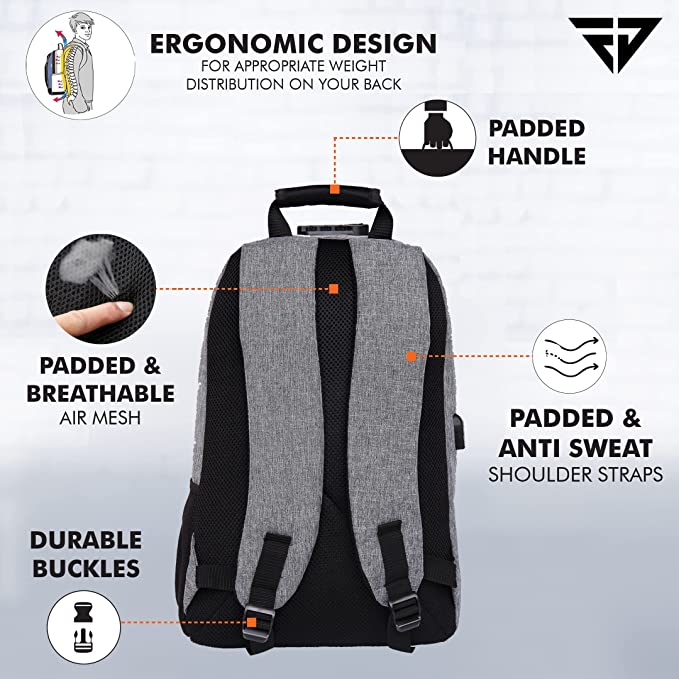 ERGONOMIC DESIGN
FOR APPROPRIATE WEIGHT
DISTRIBUTION ON YOUR BACK
PADDED
HANDLE
PADDED &
BREATHABLE
AIR MESH
PADDED &
ANTI SWEAT
SHOULDER STRAPS
DURABLE
BUCKLES